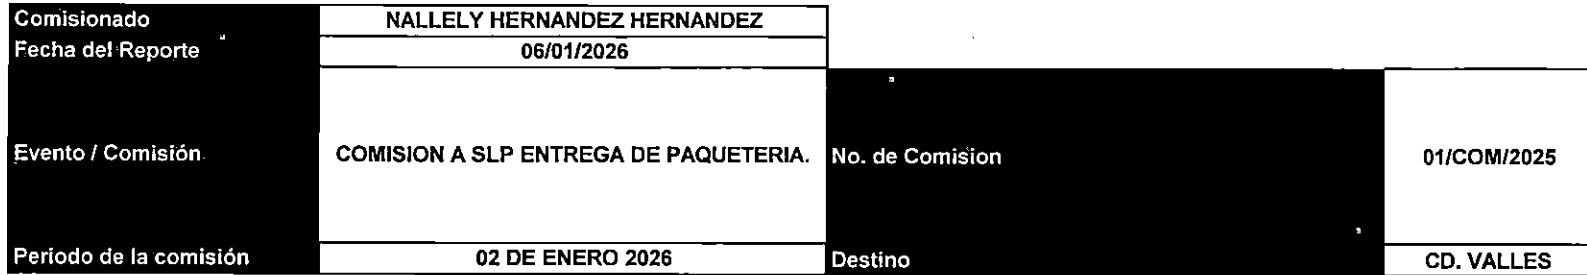 Comisionado NALLELY HERNANDEZ HERNANDEZ
Fecha del Reporte 06/01/2026
Evento / Comisión COMISION A SLP ENTREGA DE PAQUETERIA. No. de Comision 01/COM/2025
Periodo de la comisión 02 DE ENERO 2026 Destino CD. VALLES